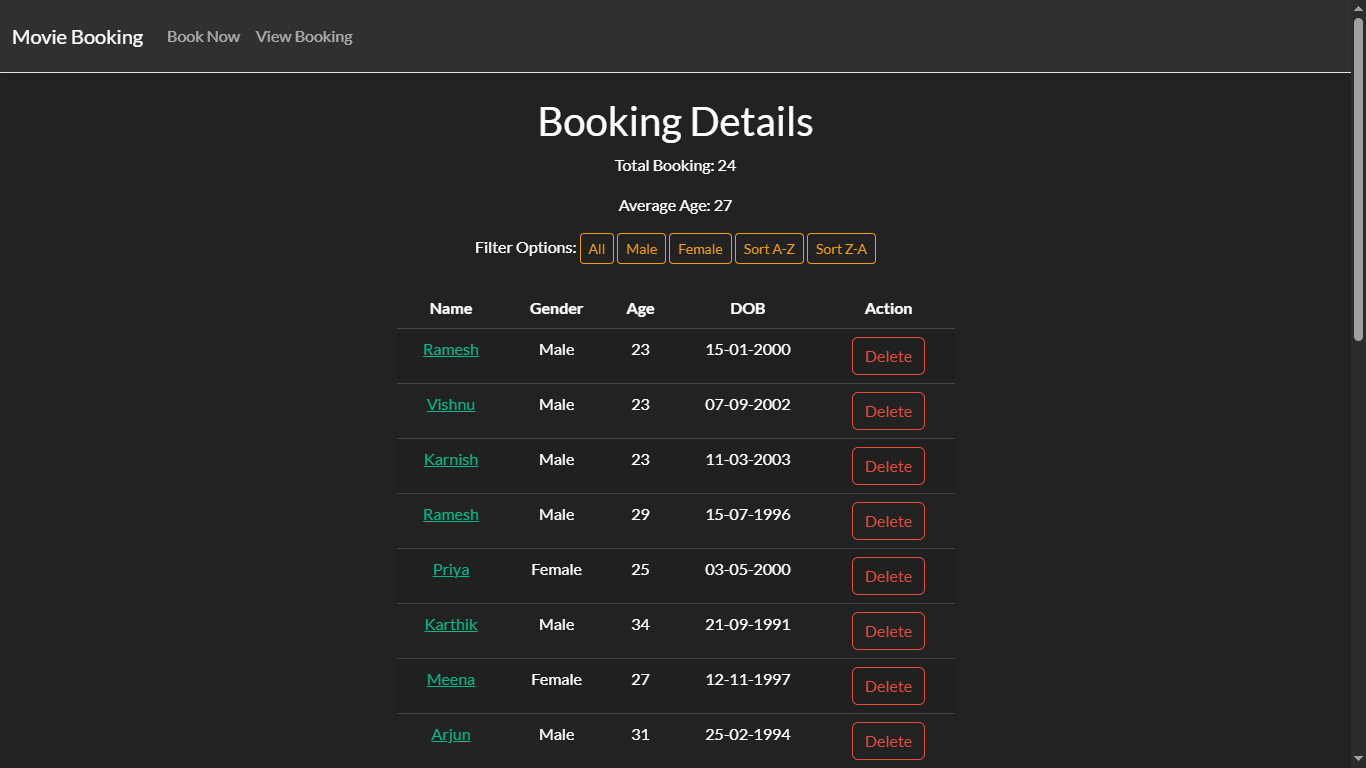 Movie Booking Book Now View Booking
Booking Details
Total Booking: 24
Average Age: 27
Filter Options: All Male Female Sort A-Z Sort Z-A
Name Gender Age DOB Action
Ramesh Male 23 15-01-2000 Delete
Vishnu Male 23 07-09-2002 Delete
Karnish Male 23 11-03-2003 Delete
Ramesh Male 29 15-07-1996 Delete
Priya Female 25 03-05-2000 Delete
Karthik Male 34 21-09-1991 Delete
Meena Female 27 12-11-1997 Delete
Arjun Male 31 25-02-1994 Delete